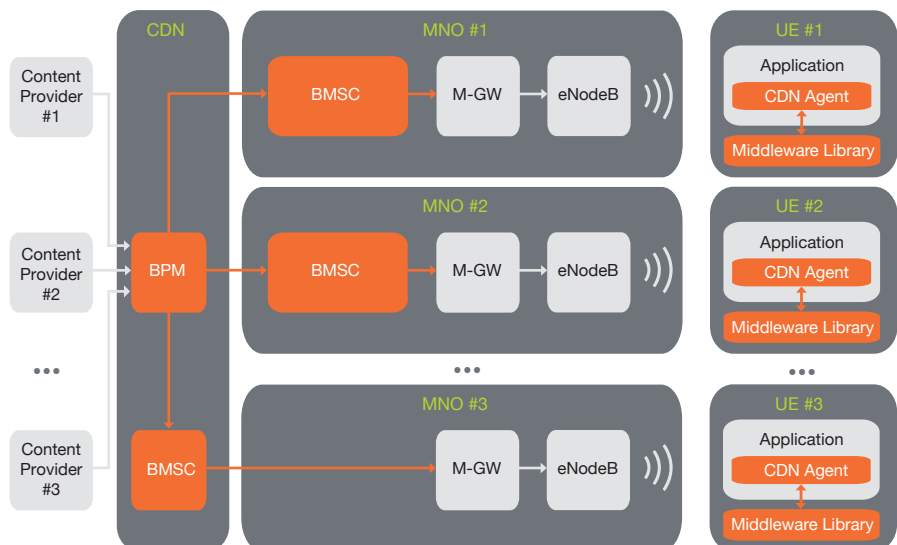 CDN
MNO #1
UE #1
Content
Provider
#1
BMSC
M-GW
eNodeB
Application
CDN Agent
Middleware Library
MNO #2
UE #2
Content
Provider
#2
BPM
BMSC
M-GW
eNodeB
Application
CDN Agent
Middleware Library
...
...
...
MNO #3
UE #3
Content
Provider
#3
BMSC
M-GW
eNodeB
Application
CDN Agent
Middleware Library